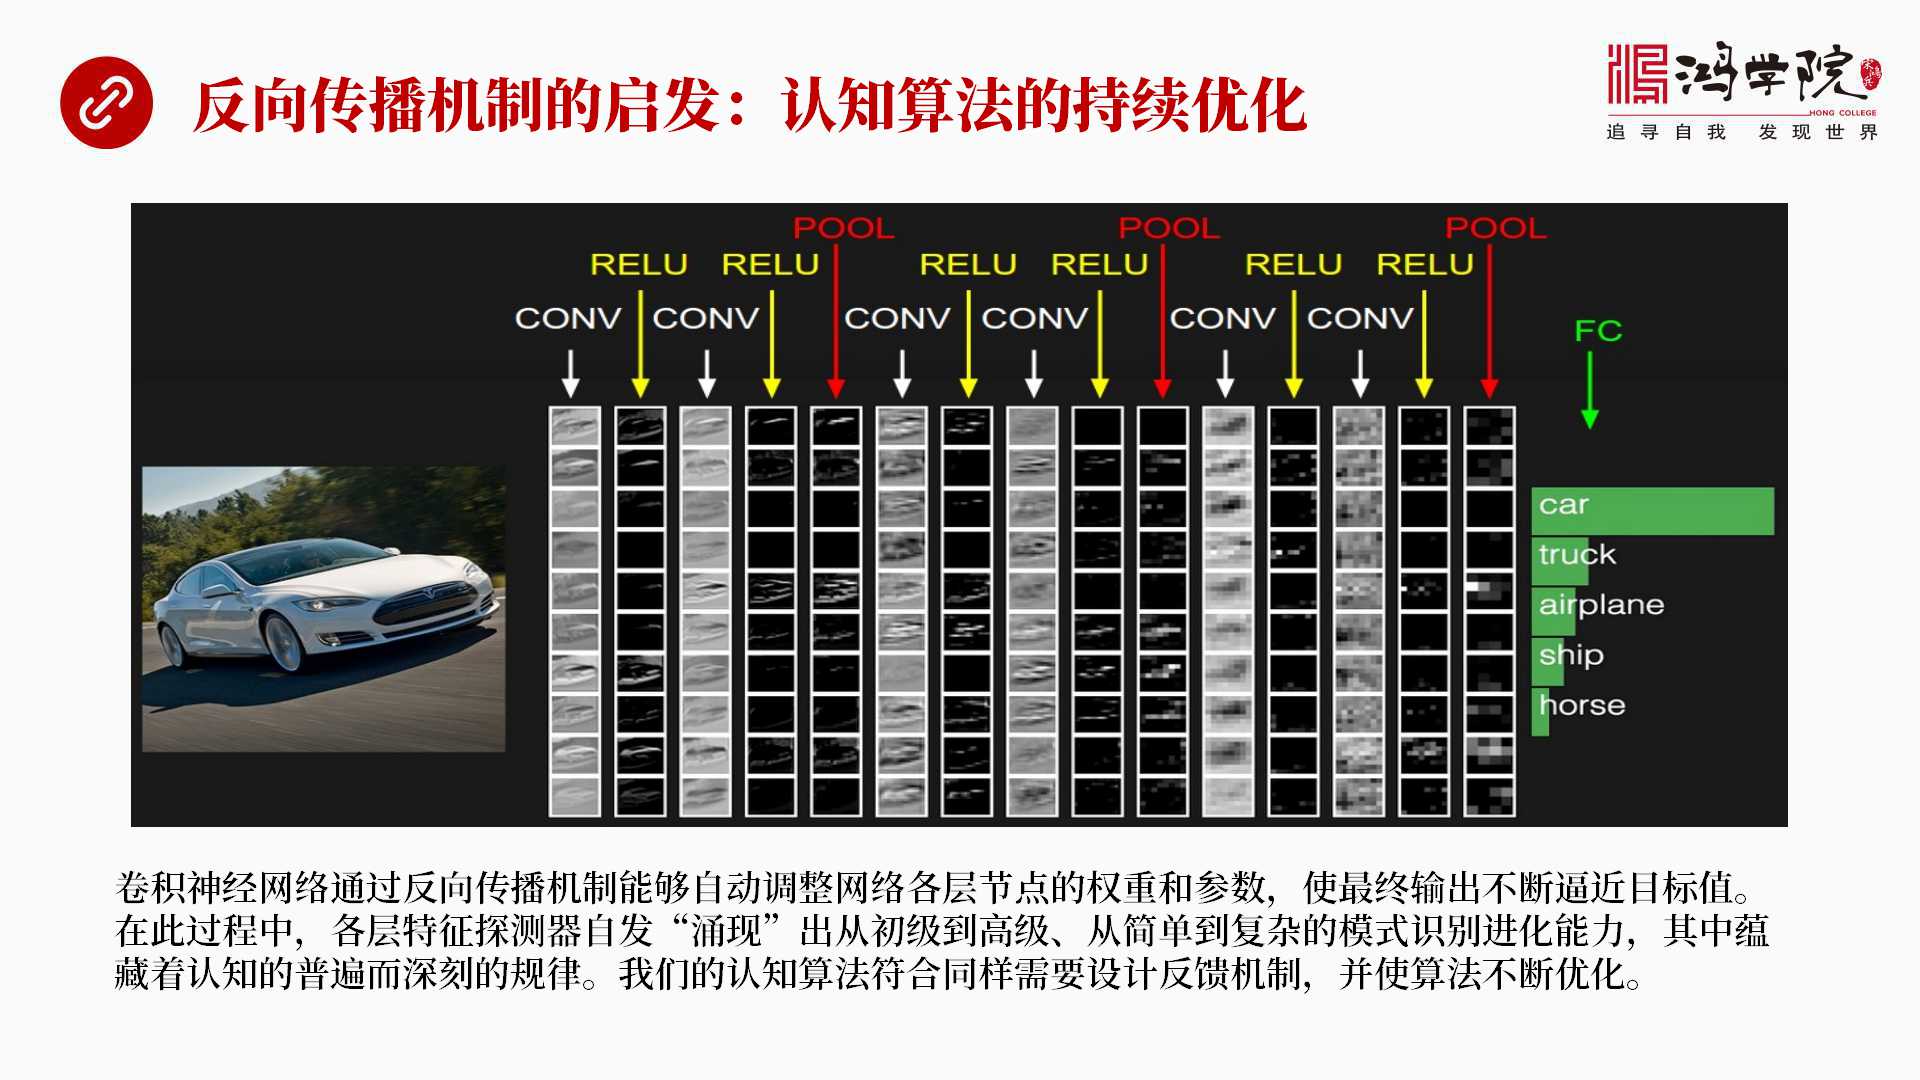 反向传播机制的启发：认知算法的持续优化
鸿学院
宋鸿兵
HONG COLLEGE
追寻自我 发现世界
POOL POOL POOL
RELU RELU RELU RELU RELU RELU
CONV CONV CONV CONV CONV CONV
FC
car
truck
airplane
ship
horse
卷积神经网络通过反向传播机制能够自动调整网络各层节点的权重和参数，使最终输出不断逼近目标值。
在此过程中，各层特征探测器自发“涌现”出从初级到高级、从简单到复杂的模式识别进化能力，其中蕴
藏着认知的普遍而深刻的规律。我们的认知算法符合同样需要设计反馈机制，并使算法不断优化。